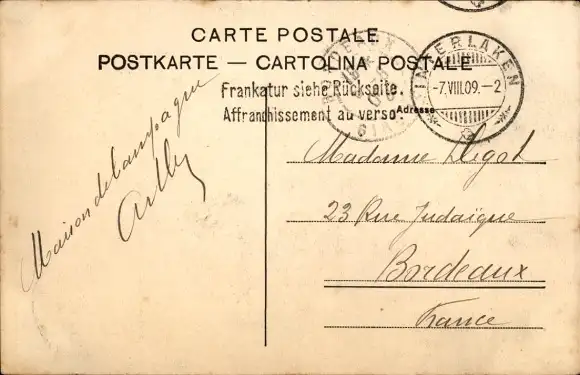 CARTE POSTALE
POSTKARTE — CARTOLINA POSTALE
Frankatur siehe Rückseite.
Affranchissement au verso.
Adresse
INTERLAKEN
-7.VIII.09.-2
BORDEAUX
Maison de Campagne
Madame
23 Rue Judaïque
Bordeaux
France